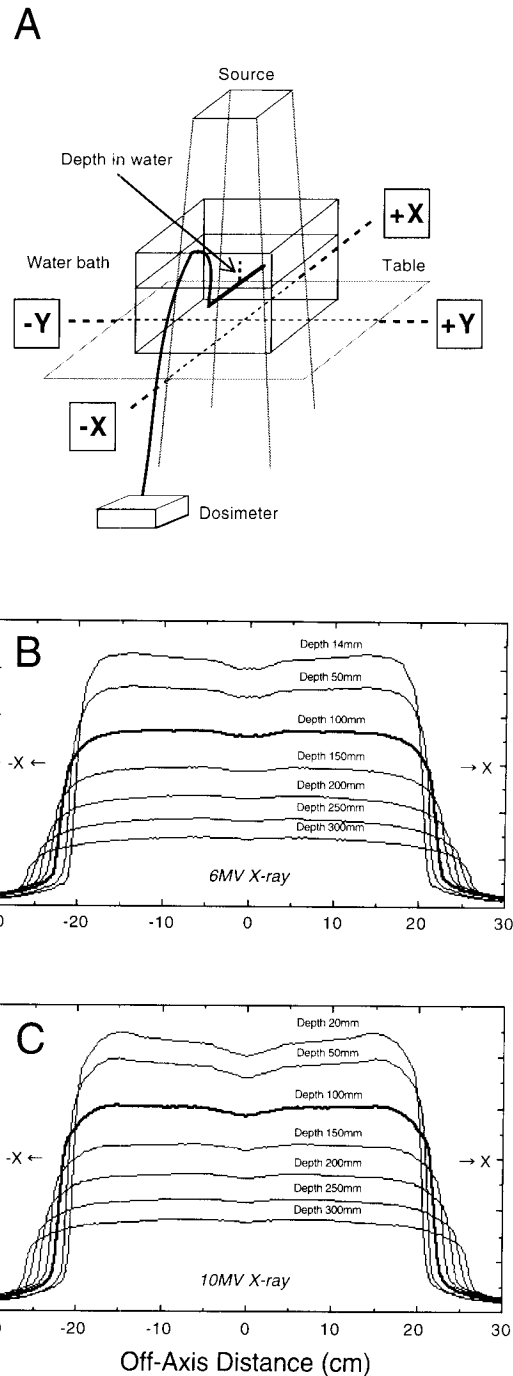 A
Source
Depth in water
+X
Water bath
Table
-Y
+Y
-X
Dosimeter
B
Depth 14mm
Depth 50mm
Depth 100mm
Depth 150mm
-X ←
→ X
Depth 200mm
Depth 250mm
Depth 300mm
6MV X-ray
-20 -10 0 10 20 30
C
Depth 20mm
Depth 50mm
Depth 100mm
Depth 150mm
-X ←
→ X
Depth 200mm
Depth 250mm
Depth 300mm
10MV X-ray
-20 -10 0 10 20 30
Off-Axis Distance (cm)